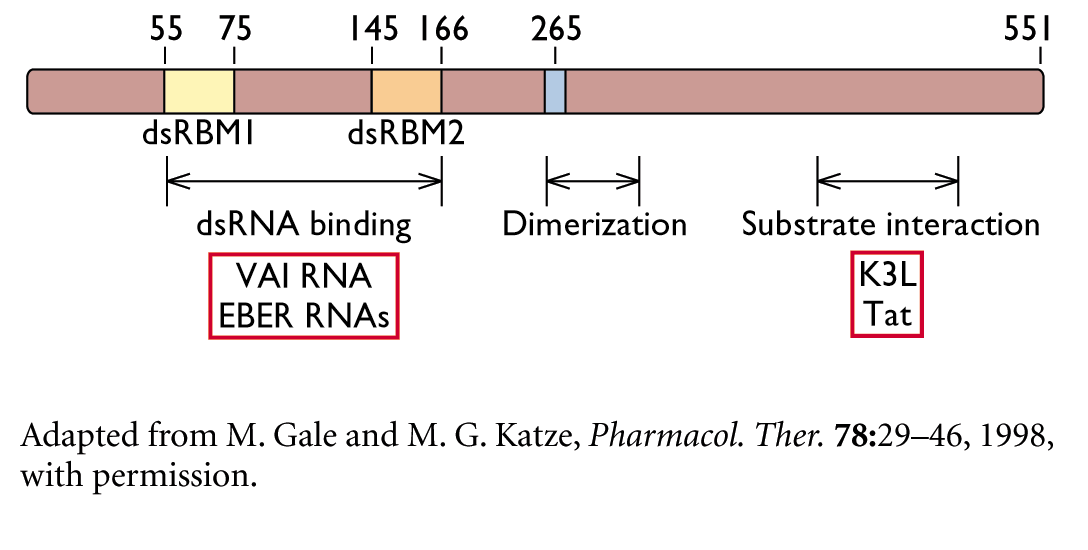 55 75 145 166 265 551
dsRBM1 dsRBM2
dsRNA binding Dimerization Substrate interaction
VAI RNA K3L
EBER RNAs Tat
Adapted from M. Gale and M. G. Katze, Pharmacol. Ther. 78:29–46, 1998,
with permission.